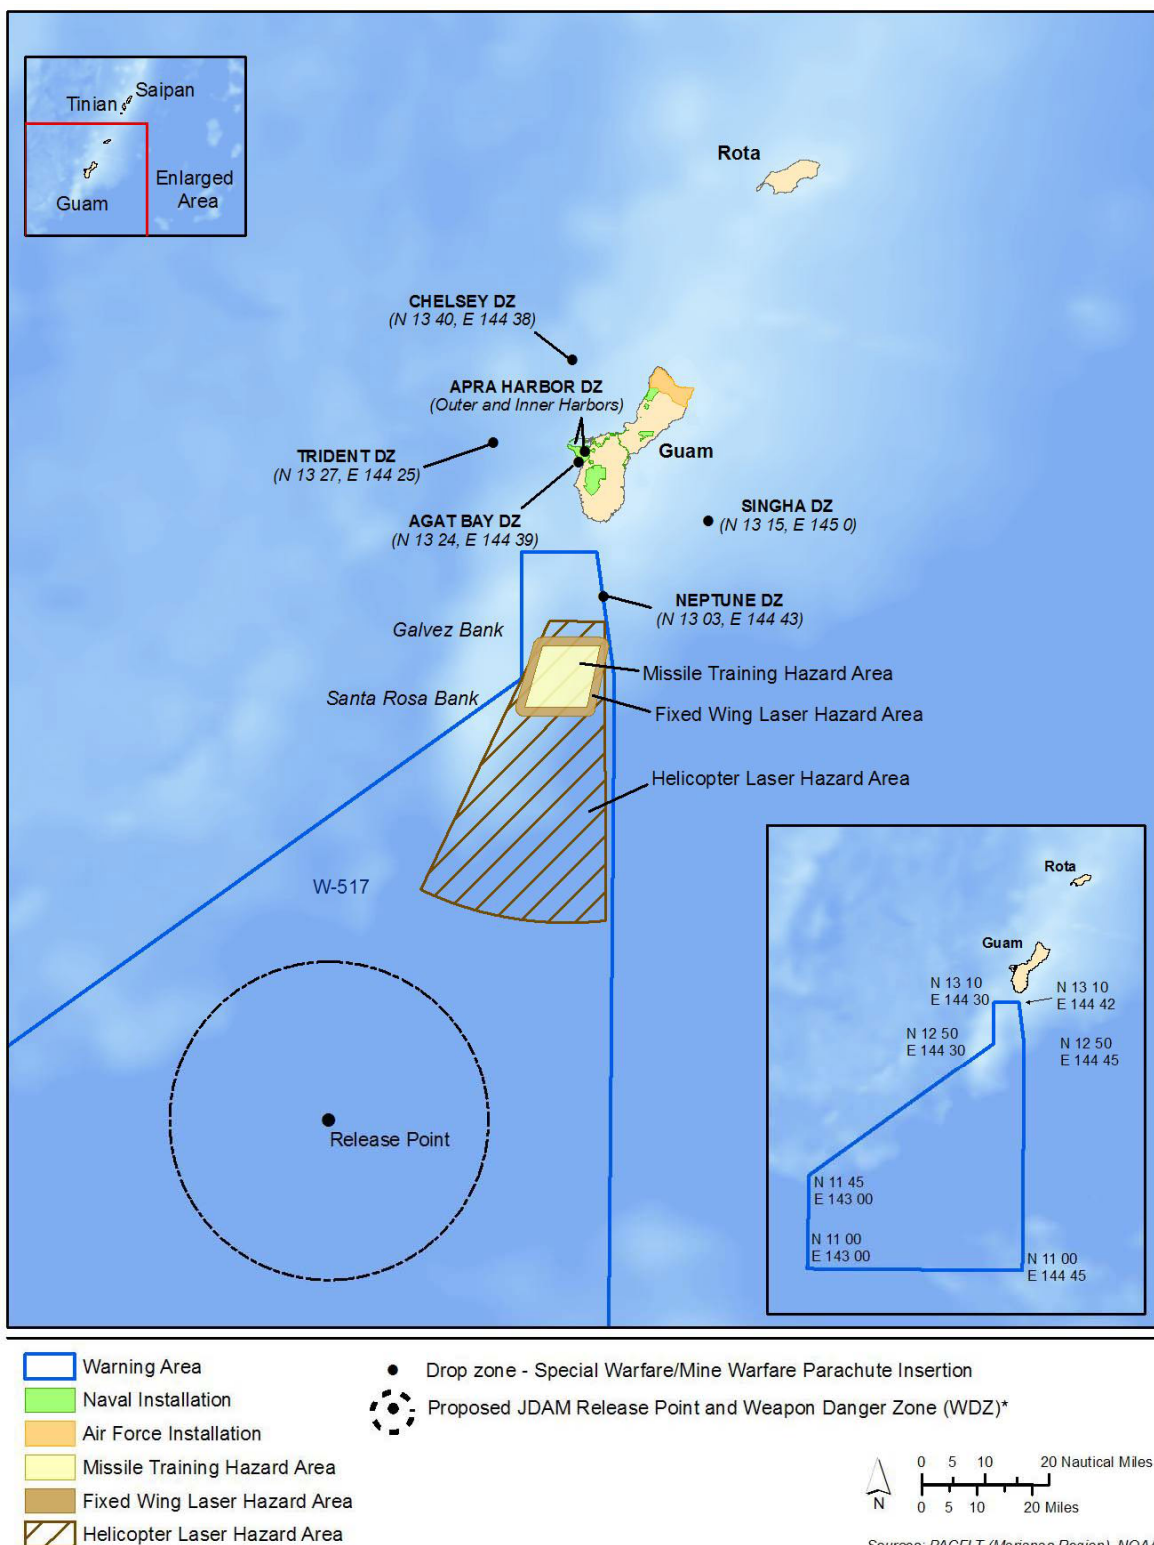 Saipan
Tinian
Guam
Enlarged
Area
Rota
CHELSEY DZ
(N 13 40, E 144 38)
APRA HARBOR DZ
(Outer and Inner Harbors)
TRIDENT DZ
(N 13 27, E 144 25)
Guam
AGAT BAY DZ
(N 13 24, E 144 39)
SINGHA DZ
(N 13 15, E 145 0)
NEPTUNE DZ
(N 13 03, E 144 43)
Galvez Bank
Missile Training Hazard Area
Santa Rosa Bank
Fixed Wing Laser Hazard Area
Helicopter Laser Hazard Area
W-517
Release Point
Rota
Guam
N 13 10
E 144 30
N 13 10
E 144 42
N 12 50
E 144 30
N 12 50
E 144 45
N 11 45
E 143 00
N 11 00
E 143 00
N 11 00
E 144 45
Warning Area
Naval Installation
Air Force Installation
Missile Training Hazard Area
Fixed Wing Laser Hazard Area
Helicopter Laser Hazard Area
Drop zone - Special Warfare/Mine Warfare Parachute Insertion
Proposed JDAM Release Point and Weapon Danger Zone (WDZ)*
0 5 10 20 Nautical Miles
0 5 10 20 Miles
N
Sources: PACFLT (Marianas Region), NOAA